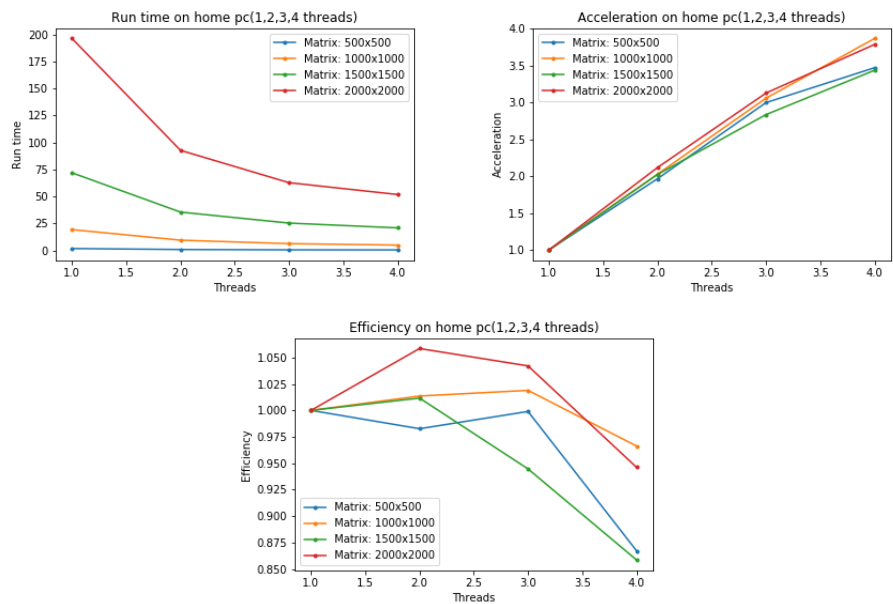 Run time on home pc(1,2,3,4 threads)
Run time
200
175
150
125
100
75
50
25
0
Matrix: 500x500
Matrix: 1000x1000
Matrix: 1500x1500
Matrix: 2000x2000
1.0 1.5 2.0 2.5 3.0 3.5 4.0
Threads
Acceleration on home pc(1,2,3,4 threads)
Acceleration
4.0
3.5
3.0
2.5
2.0
1.5
1.0
Matrix: 500x500
Matrix: 1000x1000
Matrix: 1500x1500
Matrix: 2000x2000
1.0 1.5 2.0 2.5 3.0 3.5 4.0
Threads
Efficiency on home pc(1,2,3,4 threads)
Efficiency
1.050
1.025
1.000
0.975
0.950
0.925
0.900
0.875
0.850
Matrix: 500x500
Matrix: 1000x1000
Matrix: 1500x1500
Matrix: 2000x2000
1.0 1.5 2.0 2.5 3.0 3.5 4.0
Threads